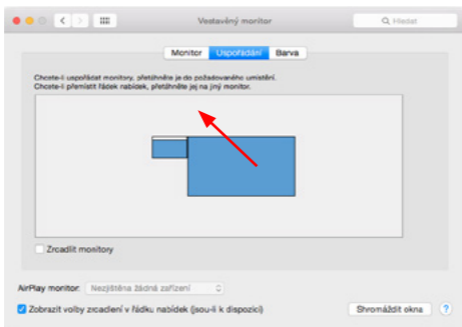 Vestavěný monitor
Hledat
Monitor Uspořádání Barva
Chcete-li uspořádat monitory, přetáhněte je do požadovaného umístění.
Chcete-li přemístit řádek nabídek, přetáhněte jej na jiný monitor.
Zrcadlit monitory
AirPlay monitor: Nezjištěna žádná zařízení
Zobrazit volby zrcadlení v řádku nabídek (jsou-li k dispozici)
Shromáždit okna ?